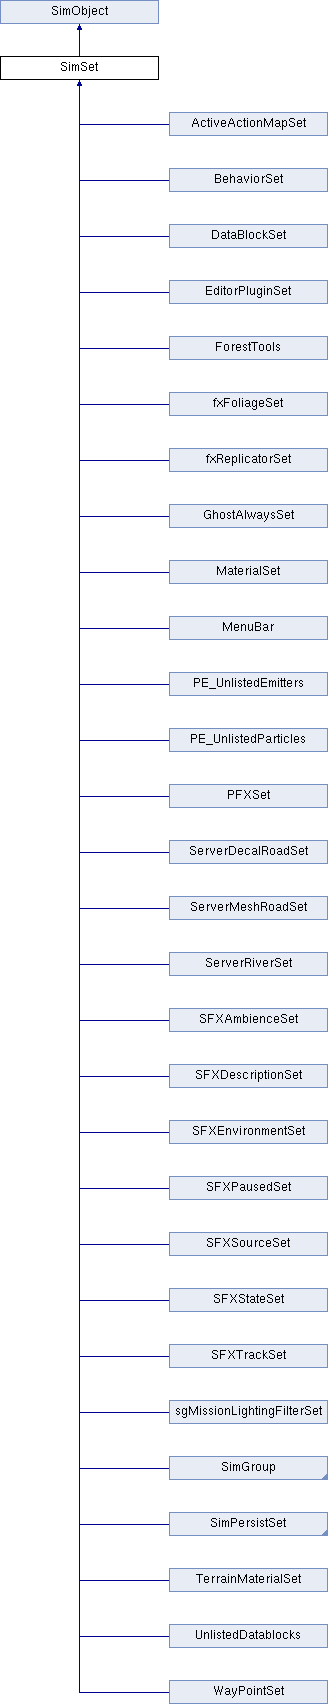 SimObject
SimSet
ActiveActionMapSet
BehaviorSet
DataBlockSet
EditorPluginSet
ForestTools
fxFoliageSet
fxReplicatorSet
GhostAlwaysSet
MaterialSet
MenuBar
PE_UnlistedEmitters
PE_UnlistedParticles
PFXSet
ServerDecalRoadSet
ServerMeshRoadSet
ServerRiverSet
SFXAmbienceSet
SFXDescriptionSet
SFXEnvironmentSet
SFXPausedSet
SFXSourceSet
SFXStateSet
SFXTrackSet
sgMissionLightingFilterSet
SimGroup
SimPersistSet
TerrainMaterialSet
UnlistedDatablocks
WayPointSet